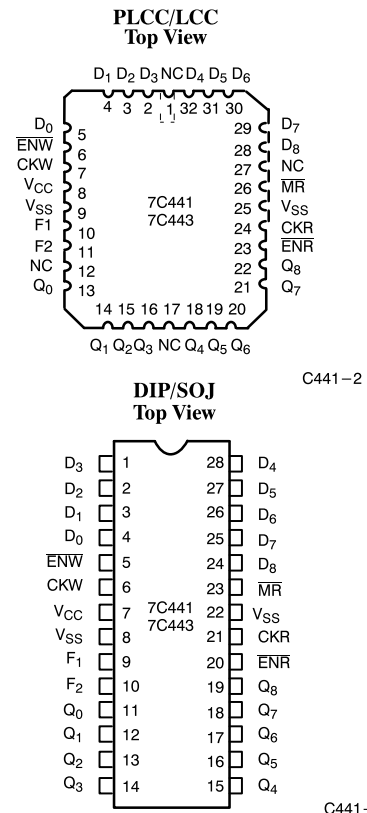 PLCC/LCC
Top View
D1 D2 D3 NC D4 D5 D6
4 3 2 1 32 31 30
D0 5 29 D7
ENW 6 28 D8
CKW 7 27 NC
VCC 8 26 MR
VSS 9 7C441 25 VSS
F1 10 7C443 24 CKR
F2 11 23 ENR
NC 12 22 Q8
Q0 13 21 Q7
14 15 16 17 18 19 20
Q1 Q2 Q3 NC Q4 Q5 Q6
C441–2
DIP/SOJ
Top View
D3 1 28 D4
D2 2 27 D5
D1 3 26 D6
D0 4 25 D7
ENW 5 24 D8
CKW 6 23 MR
VCC 7 7C441 22 VSS
VSS 8 7C443 21 CKR
F1 9 20 ENR
F2 10 19 Q8
Q0 11 18 Q7
Q1 12 17 Q6
Q2 13 16 Q5
Q3 14 15 Q4
C441-